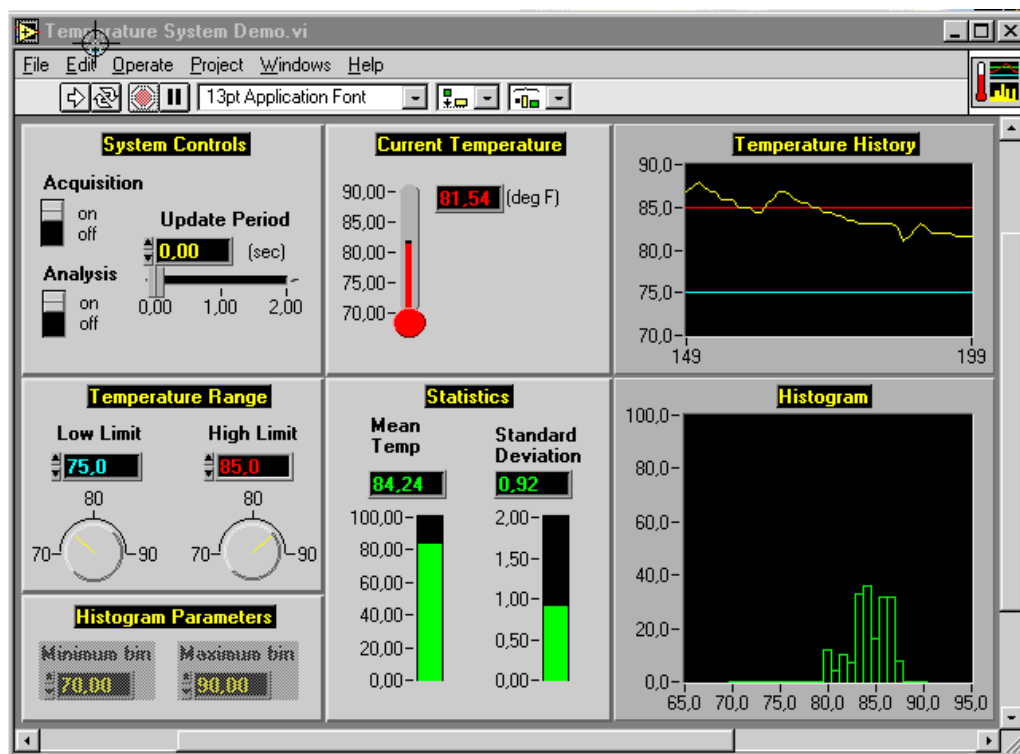 Temperature System Demo.vi
File Edit Operate Project Windows Help
13pt Application Font
System Controls
Acquisition
on
off
Update Period
0,00 (sec)
0,00 1,00 2,00
Analysis
on
off
Current Temperature
90,00
85,00
80,00
75,00
70,00
81,54 (deg F)
Temperature History
90,0
85,0
80,0
75,0
70,0
149 199
Temperature Range
Low Limit High Limit
75,0 85,0
80 80
70 90 70 90
Histogram Parameters
Minimum bin Maximum bin
70,00 90,00
Statistics
Mean Temp
84,24
100,00
80,00
60,00
40,00
20,00
0,00
Standard Deviation
0,92
2,00
1,50
1,00
0,50
0,00
Histogram
100,0
80,0
60,0
40,0
20,0
0,0
65,0 70,0 75,0 80,0 85,0 90,0 95,0